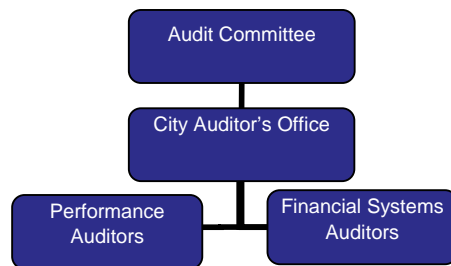 Audit Committee
City Auditor's Office
Performance
Auditors
Financial Systems
Auditors